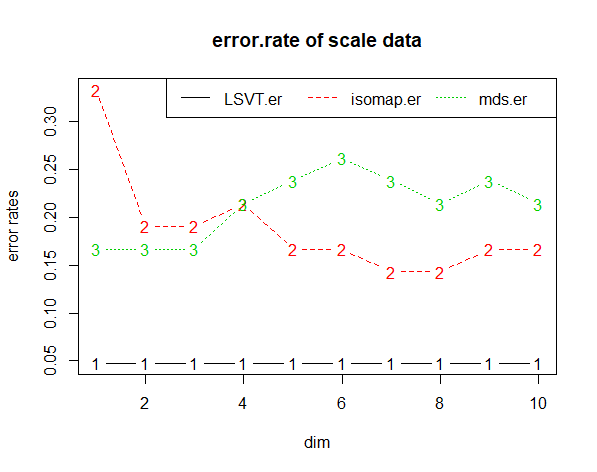 error.rate of scale data
LSVT.er isomap.er mds.er
error rates
0.30
0.25
0.20
0.15
0.10
0.05
2
2 2 2 2 2 2 2 2 2
3 3 3 3 3 3 3 3 3 3
1 1 1 1 1 1 1 1 1 1
2 4 6 8 10
dim